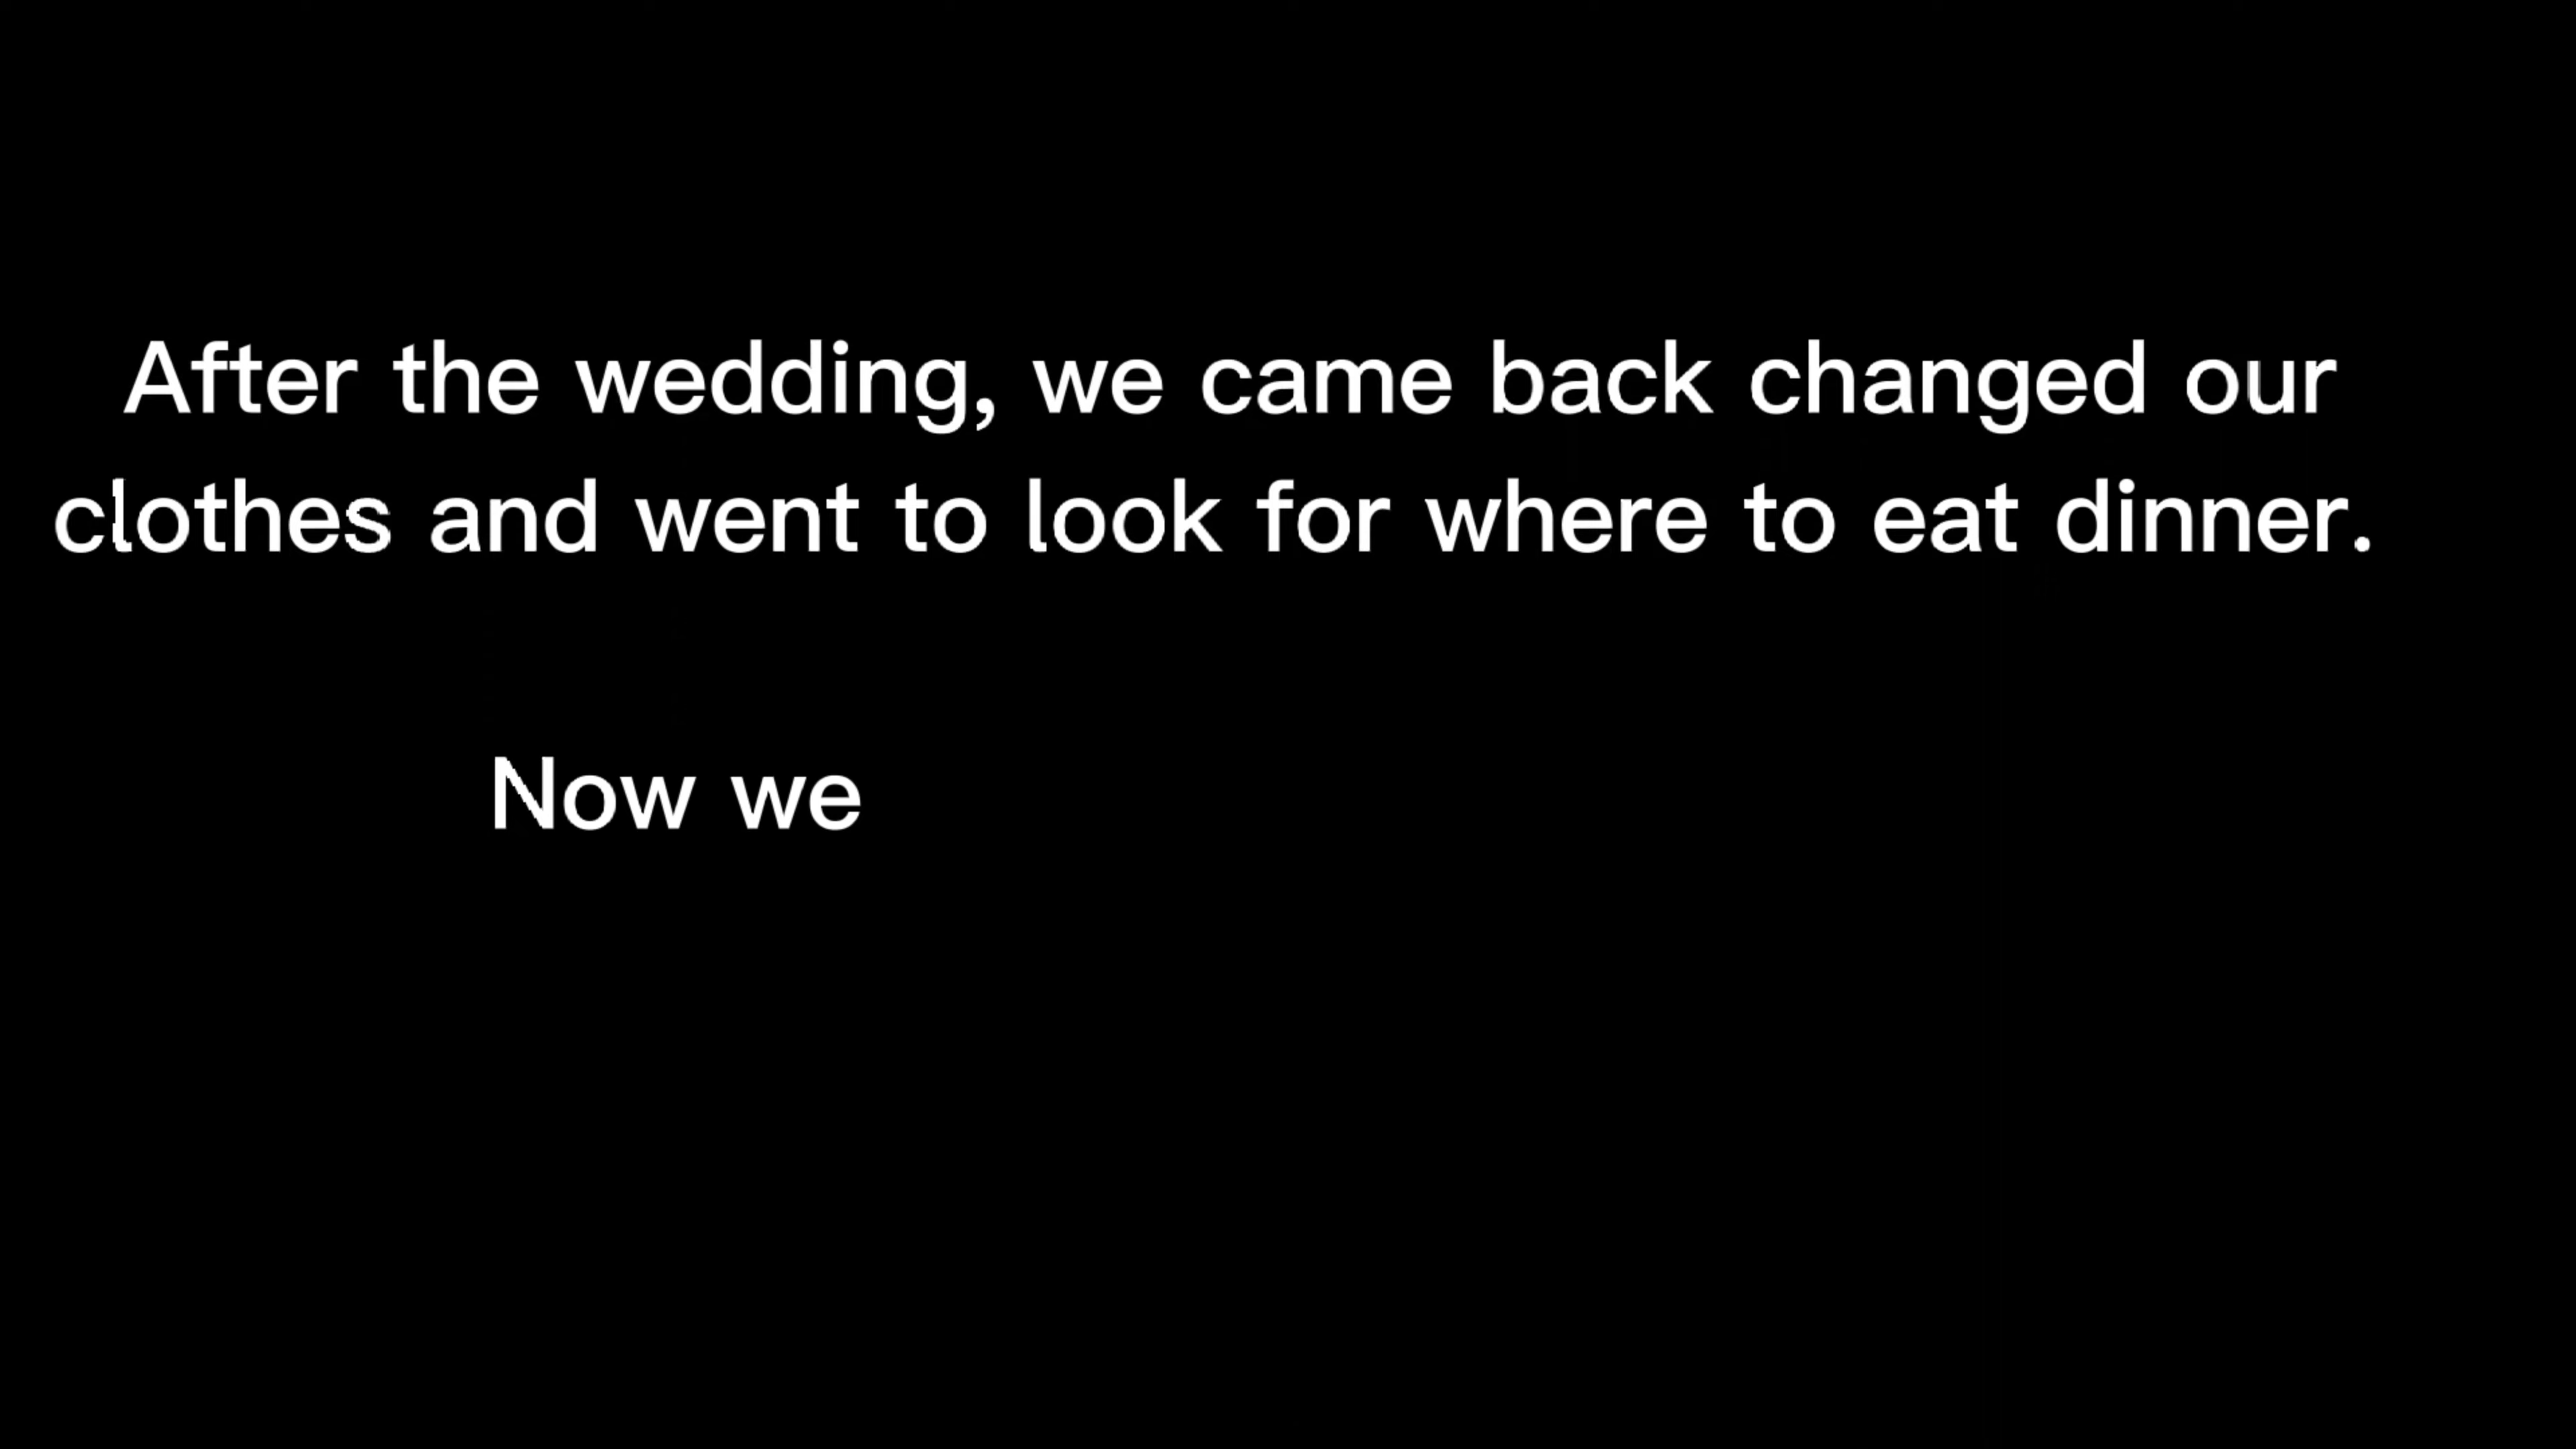 After the wedding, we came back changed our
clothes and went to look for where to eat dinner.
Now we